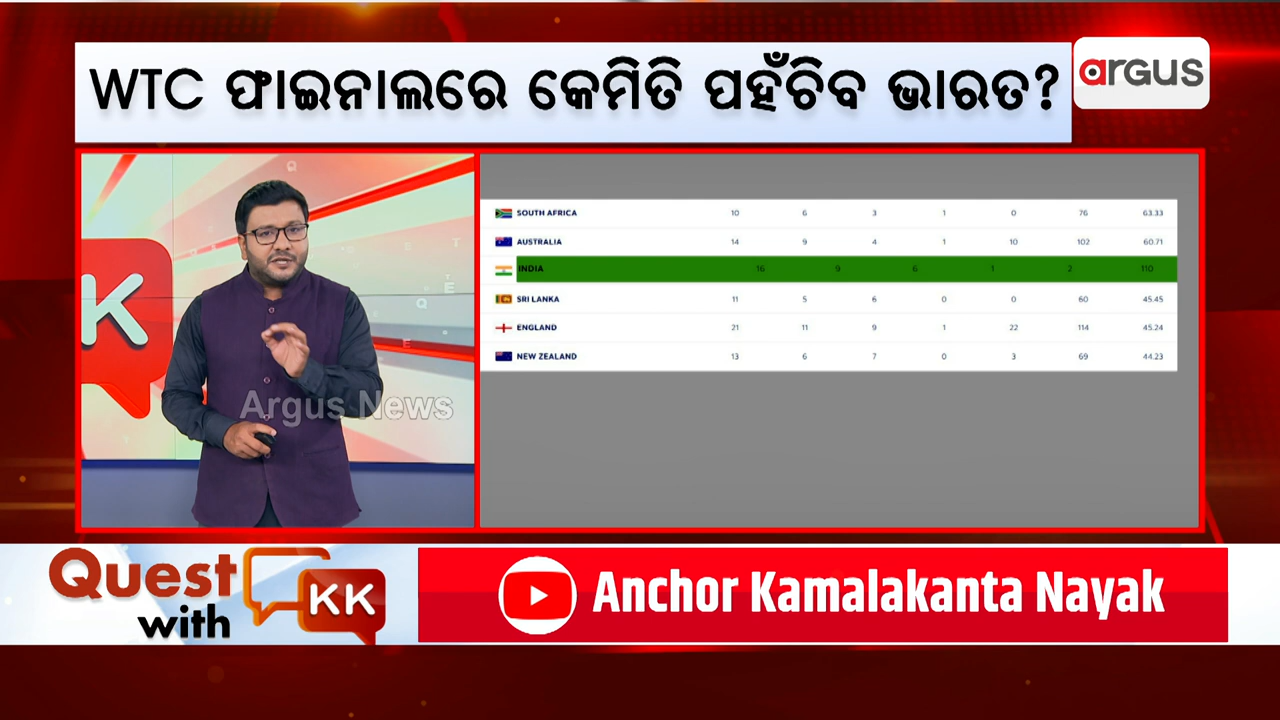 WTC ଫାଇନାଲରେ କେମିତି ପହଁଚିବ ଭାରତ?
argus
K
Argus News
SOUTH AFRICA 10 6 3 1 0 76 63.33
AUSTRALIA 14 9 4 1 10 102 60.71
INDIA 16 9 6 1 2 110
SRI LANKA 11 5 6 0 0 60 45.45
ENGLAND 21 11 9 1 22 114 45.24
NEW ZEALAND 13 6 7 0 3 69 44.23
Quest
with
KK
Anchor Kamalakanta Nayak